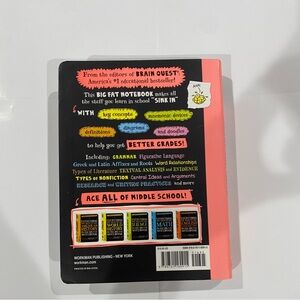 From the editors of BRAIN QUEST,
America's #1 educational bestseller!
This BIG FAT NOTEBOOK makes all
the stuff you learn in school "SINK IN"
WITH key concepts mnemonic devices
definitions diagrams and doodles
to help you get BETTER GRADES!
Including: GRAMMAR Figurative Language
Greek and Latin Affixes and Roots Word Relationships
Types of Literature TEXTUAL ANALYSIS and EVIDENCE
TYPES of NONFICTION Central Ideas and Arguments
RESEARCH and WRITING PRACTICES and more
ACE ALL OF MIDDLE SCHOOL!
WORKMAN PUBLISHING • NEW YORK
workman.com